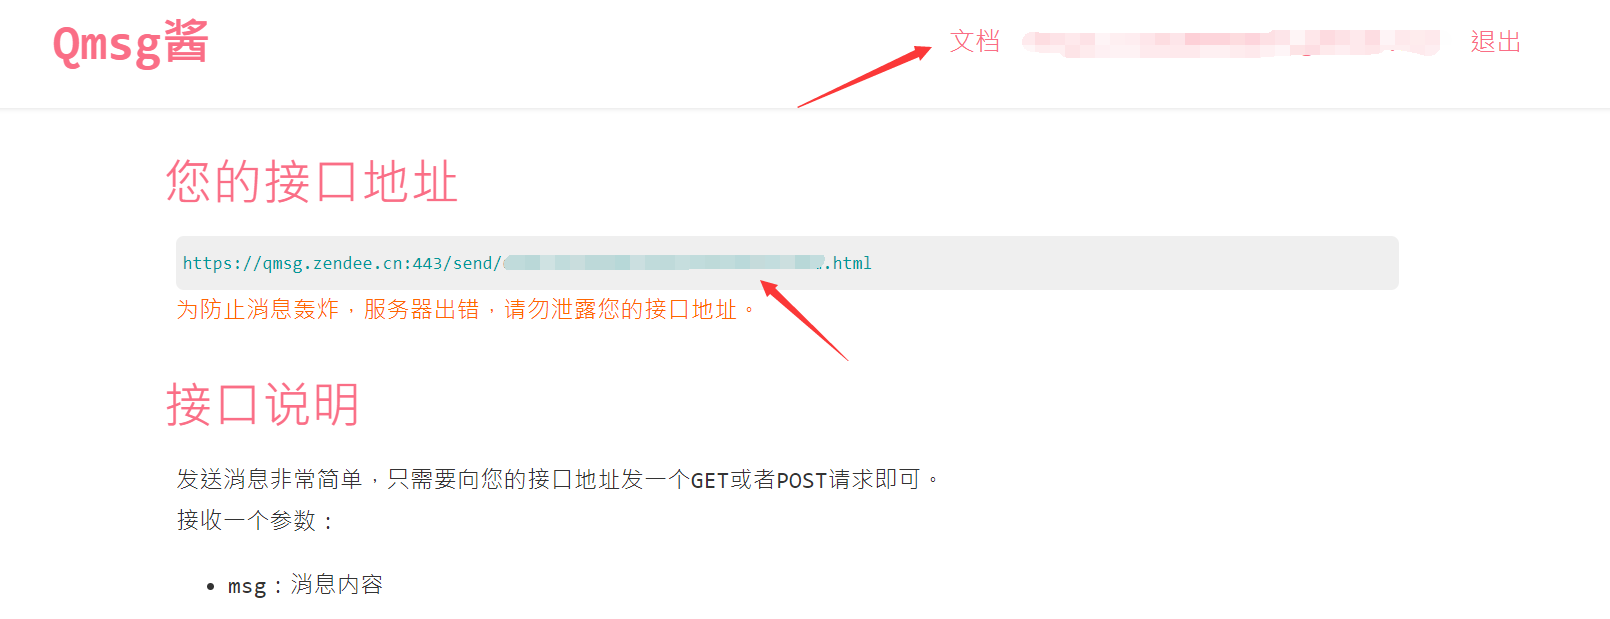 Qmsg酱
文档 退出
您的接口地址
https://qmsg.zendee.cn:443/send/ .html
为防止消息轰炸，服务器出错，请勿泄露您的接口地址。
接口说明
发送消息非常简单，只需要向您的接口地址发一个GET或者POST请求即可。
接收一个参数：
• msg：消息内容